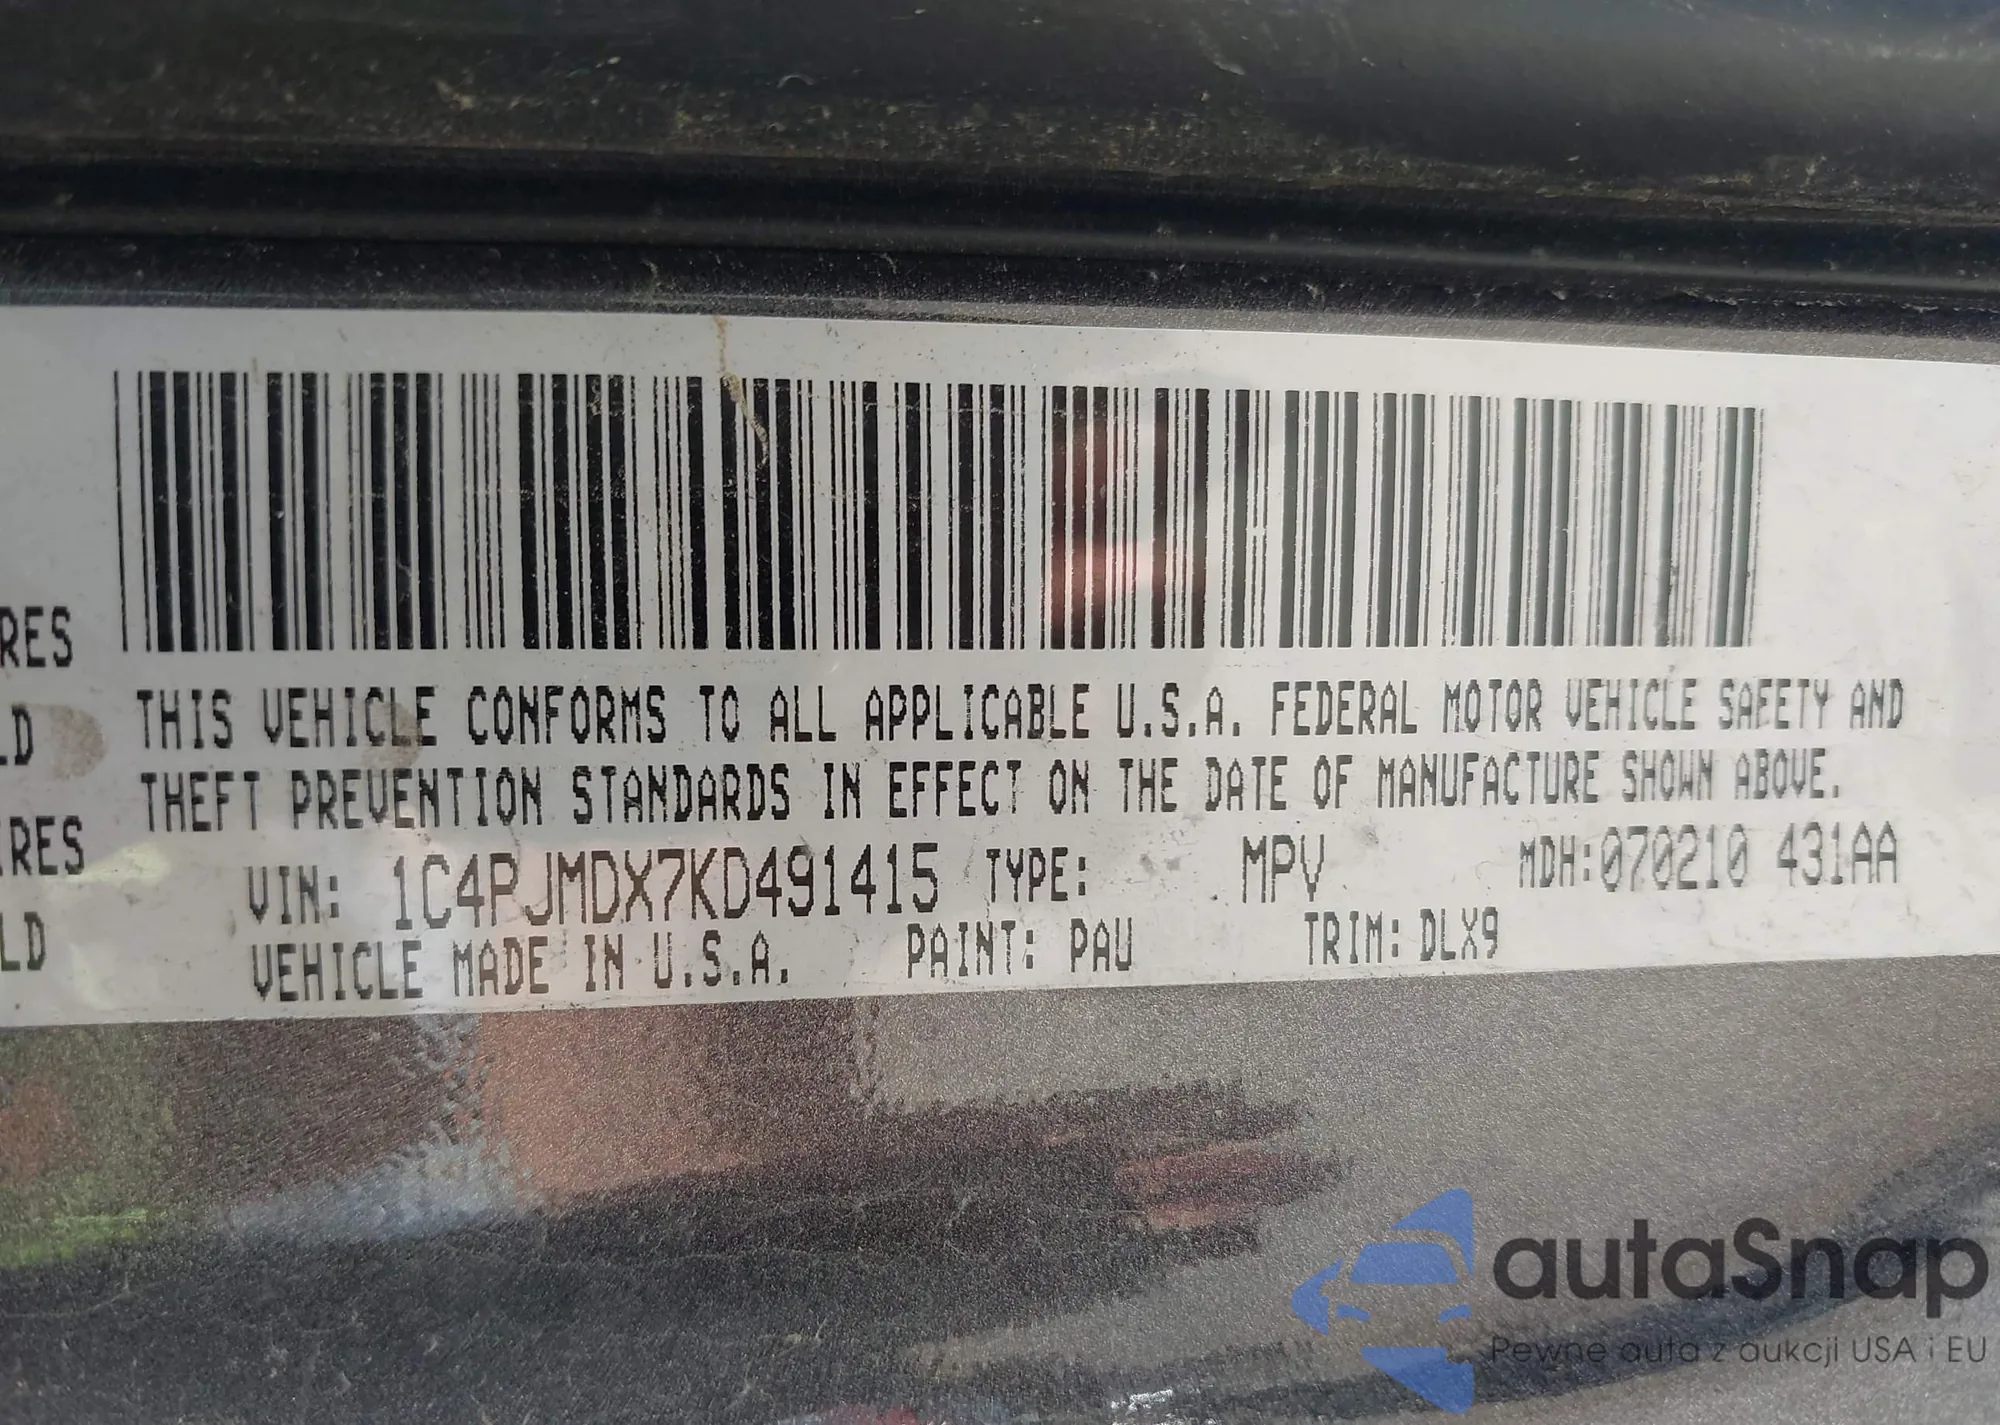 RES
LD
IRES
LD
THIS VEHICLE CONFORMS TO ALL APPLICABLE U.S.A. FEDERAL MOTOR VEHICLE SAFETY AND
THEFT PREVENTION STANDARDS IN EFFECT ON THE DATE OF MANUFACTURE SHOWN ABOVE.
VIN: 1C4PJMDX7KD491415 TYPE: MPV MDH:070210 431AA
VEHICLE MADE IN U.S.A. PAINT: PAU TRIM: DLX9
autaSnap
Pewne auta z aukcji USA i EU